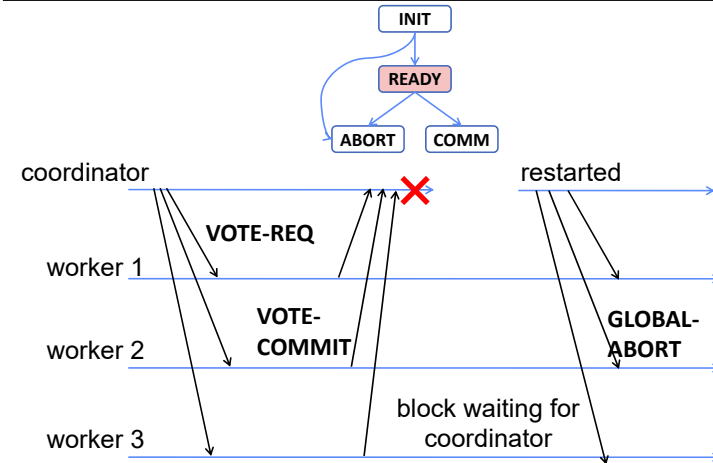 INIT
READY
ABORT
COMM
coordinator
restarted
VOTE-REQ
worker 1
VOTE-
COMMIT
GLOBAL-
ABORT
worker 2
block waiting for
coordinator
worker 3